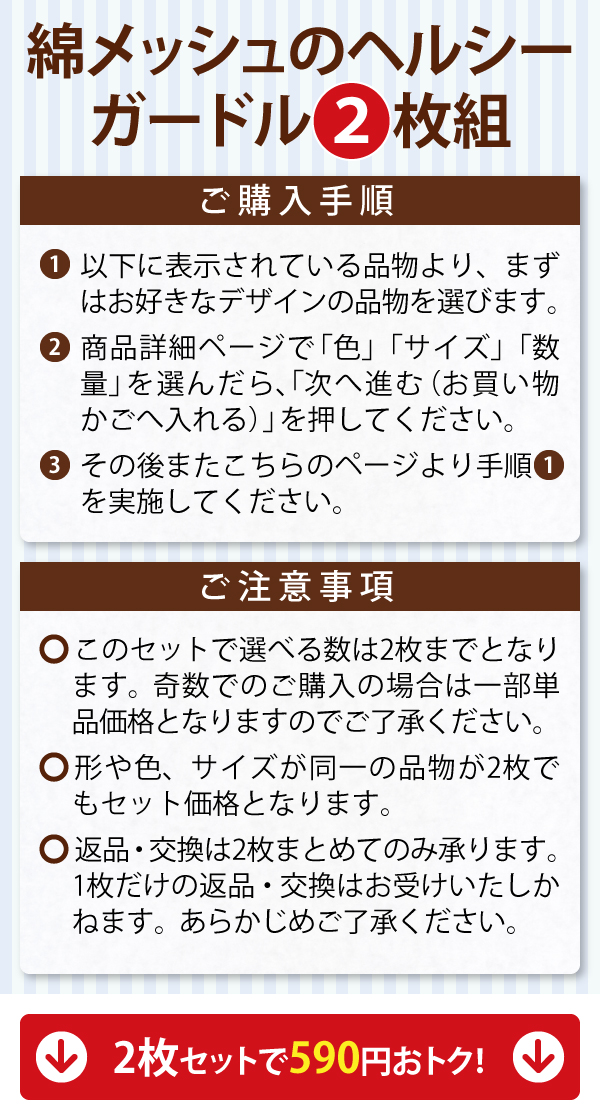 綿メッシュのヘルシー
ガードル2枚組
ご購入手順
1 以下に表示されている品物より、まず
はお好きなデザインの品物を選びます。
2 商品詳細ページで「色」「サイズ」「数
量」を選んだら、「次へ進む（お買い物
かごへ入れる）」を押してください。
3 その後またこちらのページより手順1
を実施してください。
ご注意事項
○このセットで選べる数は2枚までとなり
ます。奇数でのご購入の場合は一部単
品価格となりますのでご了承ください。
○形や色、サイズが同一の品物が2枚で
もセット価格となります。
○返品・交換は2枚まとめてのみ承ります。
1枚だけの返品・交換はお受けいたしか
ねます。あらかじめご了承ください。
2枚セットで590円おトク!